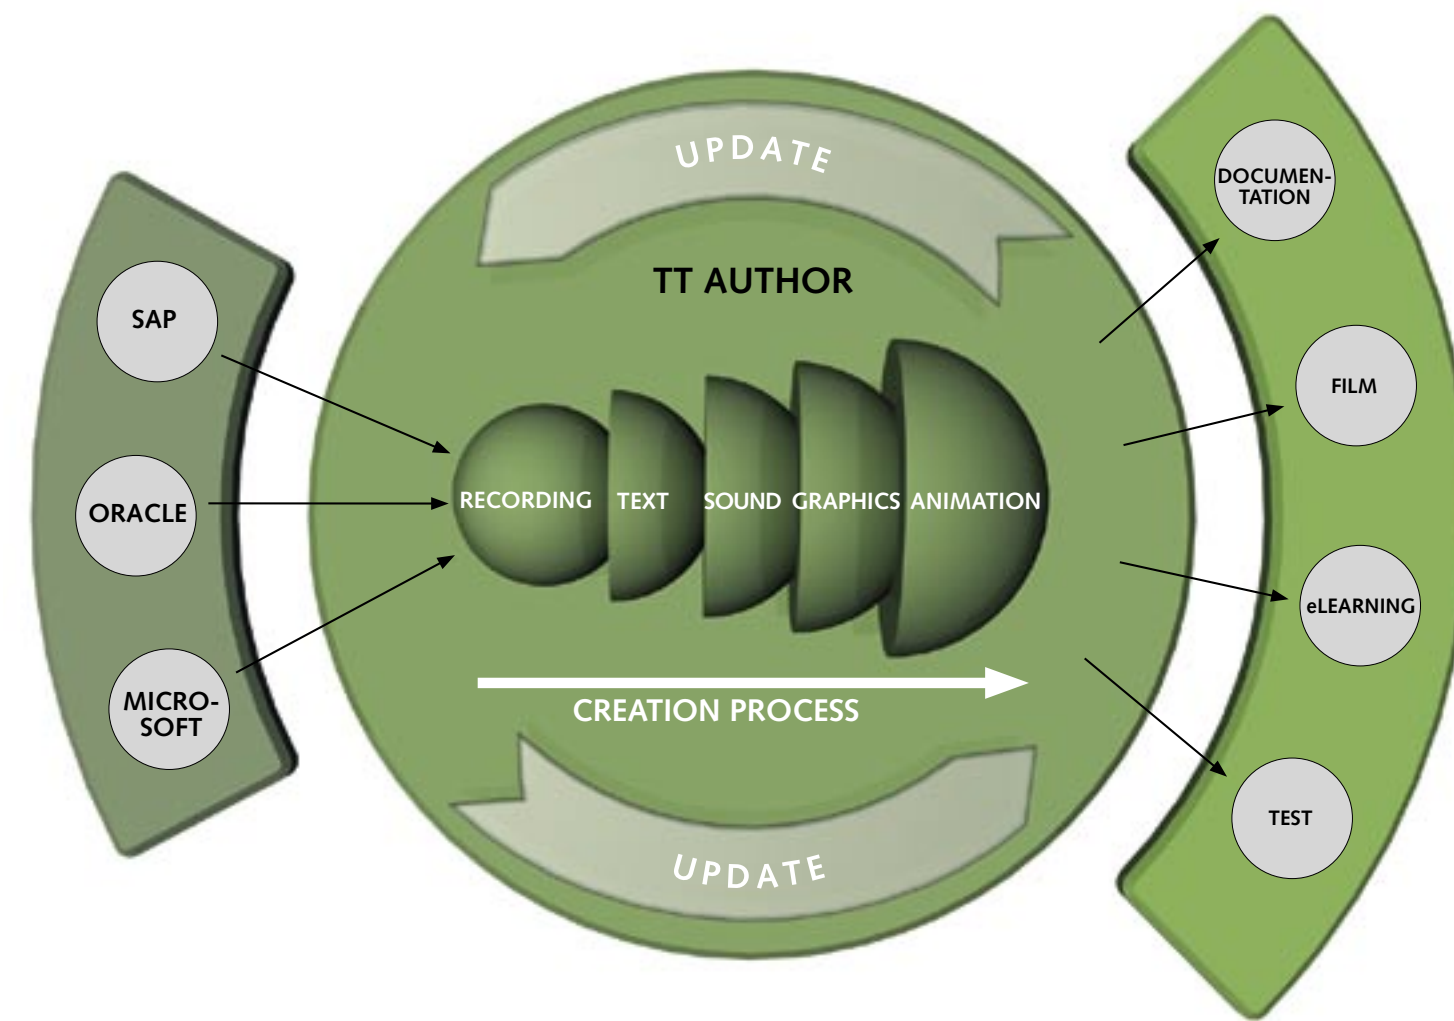 UPDATE
TT AUTHOR
SAP
ORACLE
MICRO-
SOFT
RECORDING TEXT SOUND GRAPHICS ANIMATION
CREATION PROCESS
UPDATE
DOCUMEN-
TATION
FILM
eLEARNING
TEST